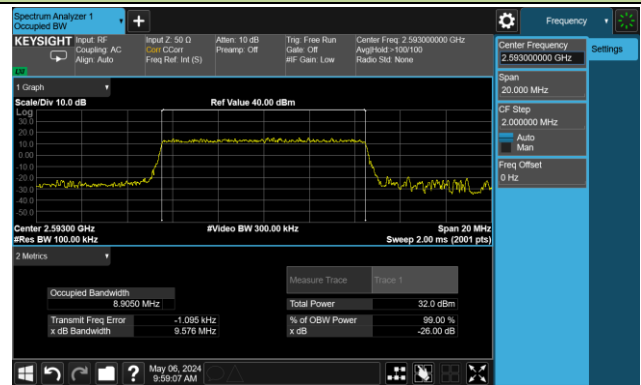 Spectrum Analyzer 1
Occupied BW
+
Frequency
KEYSIGHT
Input: RF
Coupling: AC
Align: Auto
Input Z: 50 Ω
Corr CCorr
Freq Ref: Int (S)
Atten: 10 dB
Preamp: Off
Trig: Free Run
Gate: Off
#IF Gain: Low
Center Freq: 2.593000000 GHz
Avg|Hold:>100/100
Radio Std: None
LV
Center Frequency
2.593000000 GHz
Settings
Span
20.000 MHz
CF Step
2.000000 MHz
Auto
Man
Freq Offset
0 Hz
1 Graph
Scale/Div 10.0 dB
Ref Value 40.00 dBm
Log
30.0
20.0
10.0
0.00
-10.0
-20.0
-30.0
-40.0
-50.0
Center 2.59300 GHz
#Video BW 300.00 kHz
Span 20 MHz
#Res BW 100.00 kHz
Sweep 2.00 ms (2001 pts)
2 Metrics
Measure Trace
Trace 1
Occupied Bandwidth
8.9050 MHz
Total Power
32.0 dBm
Transmit Freq Error
-1.095 kHz
% of OBW Power
99.00 %
x dB Bandwidth
9.576 MHz
x dB
-26.00 dB
?
May 06, 2024
9:59:07 AM